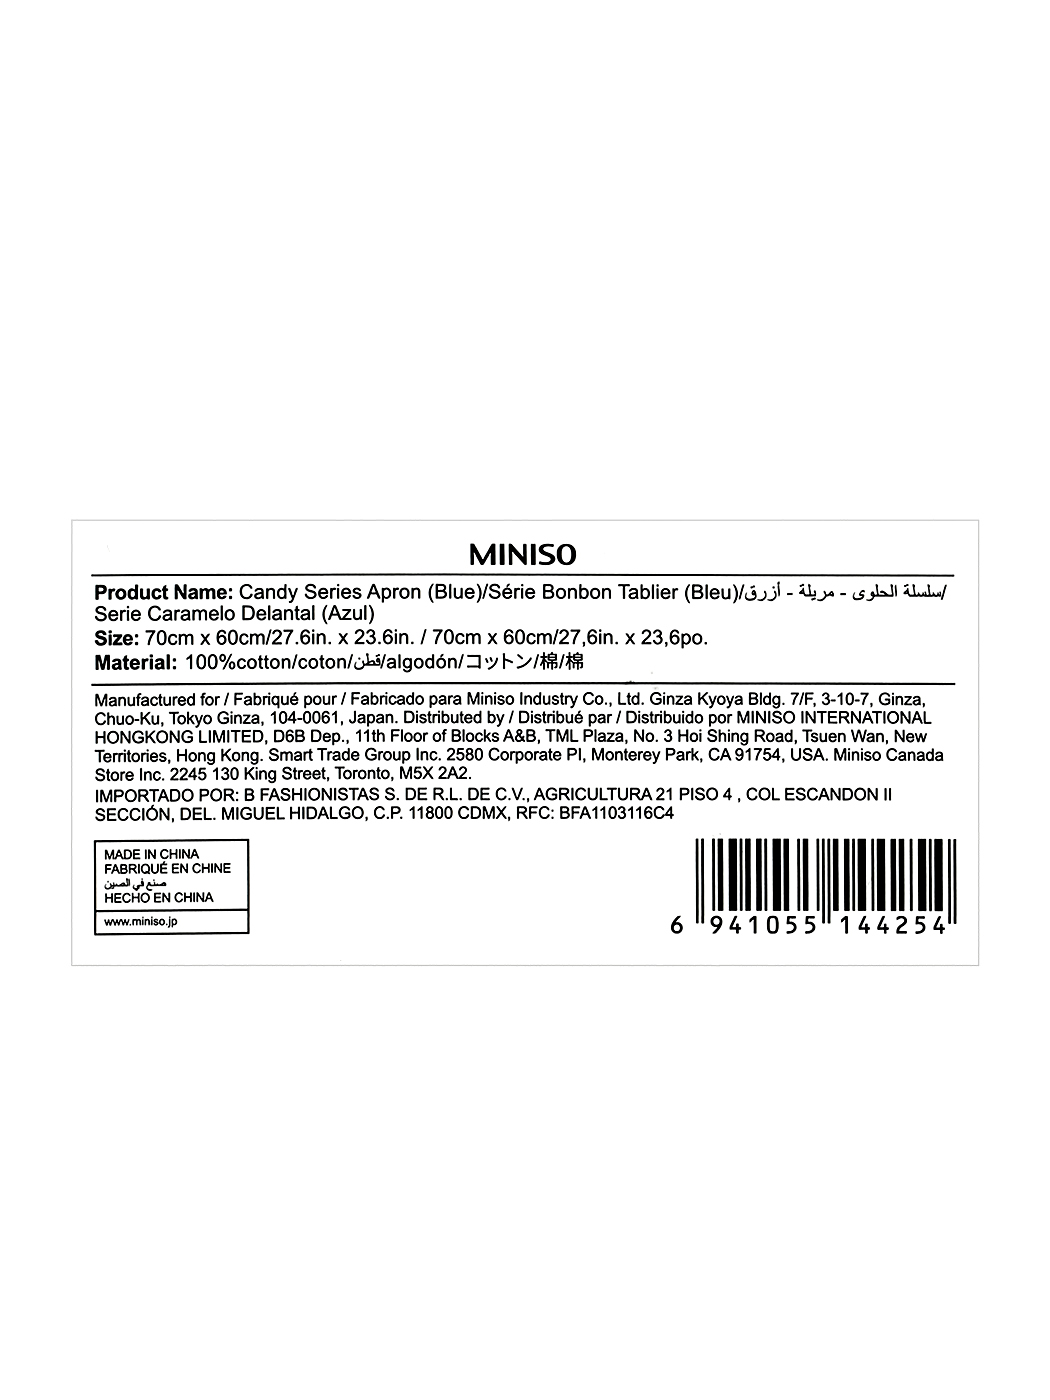 MINISO
Product Name: Candy Series Apron (Blue)/Série Bonbon Tablier (Bleu)/سلسلة الحلوى - مريلة - أزرق/
Serie Caramelo Delantal (Azul)
Size: 70cm x 60cm/27.6in. x 23.6in. / 70cm x 60cm/27,6in. x 23,6po.
Material: 100%cotton/coton/قطن/algodón/コットン/棉/棉
Manufactured for / Fabriqué pour / Fabricado para Miniso Industry Co., Ltd. Ginza Kyoya Bldg. 7/F, 3-10-7, Ginza,
Chuo-Ku, Tokyo Ginza, 104-0061, Japan. Distributed by / Distribué par / Distribuido por MINISO INTERNATIONAL
HONGKONG LIMITED, D6B Dep., 11th Floor of Blocks A&B, TML Plaza, No. 3 Hoi Shing Road, Tsuen Wan, New
Territories, Hong Kong. Smart Trade Group Inc. 2580 Corporate Pl, Monterey Park, CA 91754, USA. Miniso Canada
Store Inc. 2245 130 King Street, Toronto, M5X 2A2.
IMPORTADO POR: B FASHIONISTAS S. DE R.L. DE C.V., AGRICULTURA 21 PISO 4 , COL ESCANDON II
SECCIÓN, DEL. MIGUEL HIDALGO, C.P. 11800 CDMX, RFC: BFA1103116C4
MADE IN CHINA
FABRIQUÉ EN CHINE
صنع في الصين
HECHO EN CHINA
www.miniso.jp
6 941055 144254